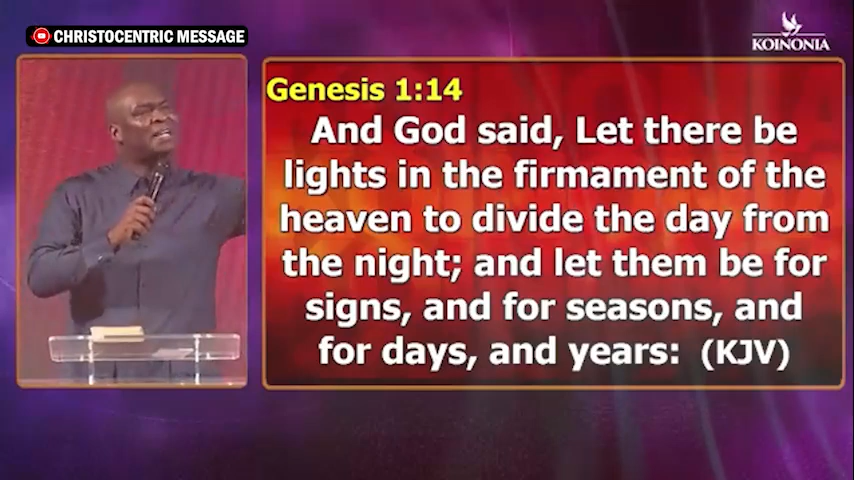 CHRISTOCENTRIC MESSAGE
KOINONIA
Genesis 1:14
And God said, Let there be
lights in the firmament of the
heaven to divide the day from
the night; and let them be for
signs, and for seasons, and
for days, and years: (KJV)